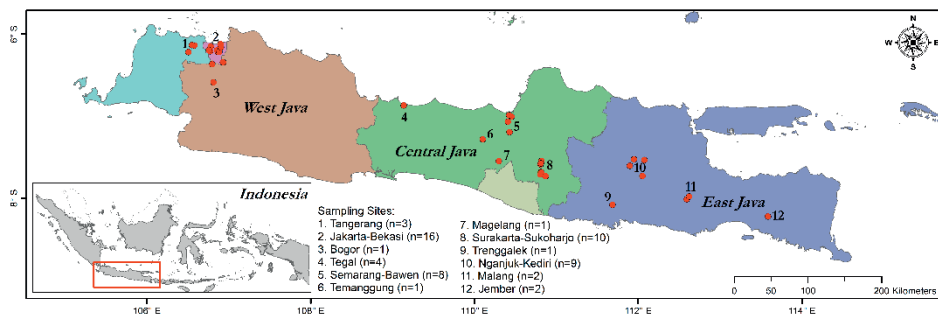 6° S
8° S
N
W E
S
1
2
3
West Java
4
5
6
Central Java
7
8
9
10
11
East Java
12
Indonesia
Sampling Sites:
1. Tangerang (n=3)
2. Jakarta-Bekasi (n=16)
3. Bogor (n=1)
4. Tegal (n=4)
5. Semarang-Bawen (n=8)
6. Temanggung (n=1)
7. Magelang (n=1)
8. Surakarta-Sukoharjo (n=10)
9. Trenggalek (n=1)
10. Nganjuk-Kediri (n=9)
11. Malang (n=2)
12. Jember (n=2)
0 50 100 200 Kilometers
106° E 108° E 110° E 112° E 114° E